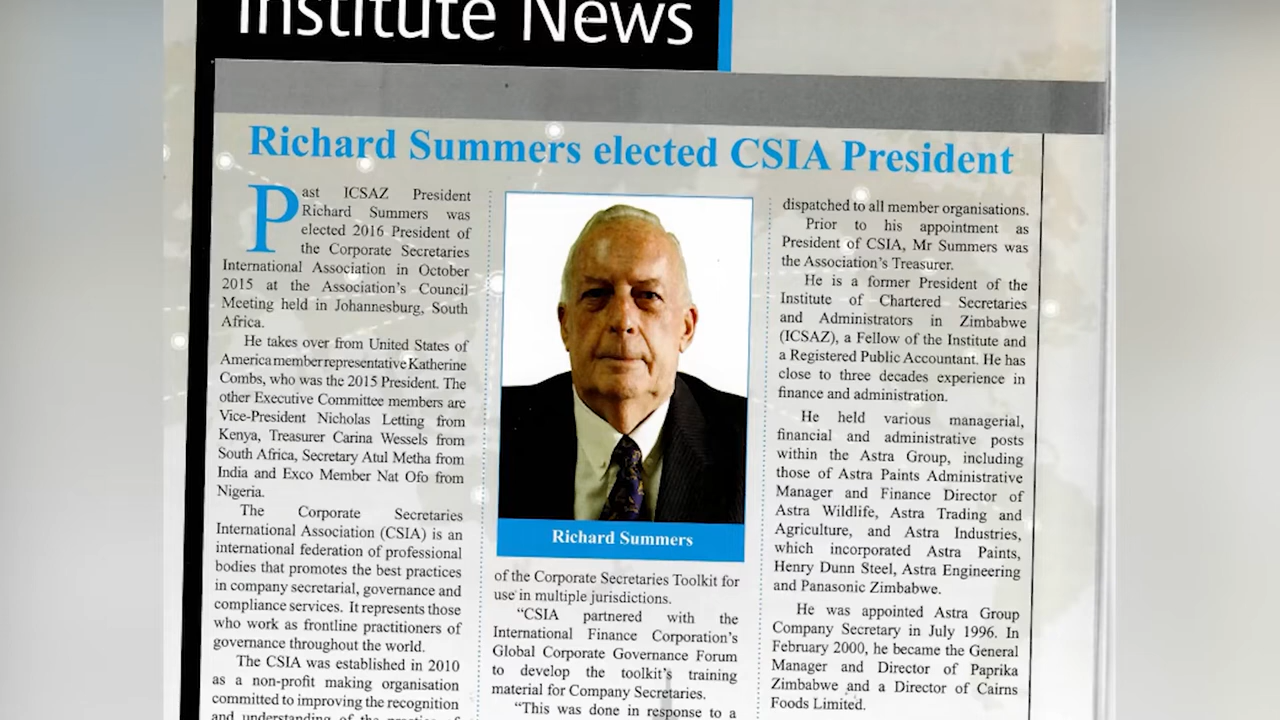 Institute News
Richard Summers elected CSIA President
Past ICSAZ President
Richard Summers was
elected 2016 President of
the Corporate Secretaries
International Association in October
2015 at the Association's Council
Meeting held in Johannesburg, South
Africa.
He takes over from United States of
America member representative Katherine
Combs, who was the 2015 President. The
other Executive Committee members are
Vice-President Nicholas Letting from
Kenya, Treasurer Carina Wessels from
South Africa, Secretary Atul Metha from
India and Exco Member Nat Ofo from
Nigeria.
The Corporate Secretaries
International Association (CSIA) is an
international federation of professional
bodies that promotes the best practices
in company secretarial, governance and
compliance services. It represents those
who work as frontline practitioners of
governance throughout the world.
The CSIA was established in 2010
as a non-profit making organisation
committed to improving the recognition
and understanding of the practice of
Richard Summers
of the Corporate Secretaries Toolkit for
use in multiple jurisdictions.
"CSIA partnered with the
International Finance Corporation's
Global Corporate Governance Forum
to develop the toolkit's training
material for Company Secretaries.
"This was done in response to a
dispatched to all member organisations.
Prior to his appointment as
President of CSIA, Mr Summers was
the Association's Treasurer.
He is a former President of the
Institute of Chartered Secretaries
and Administrators in Zimbabwe
(ICSAZ), a Fellow of the Institute and
a Registered Public Accountant. He has
close to three decades experience in
finance and administration.
He held various managerial,
financial and administrative posts
within the Astra Group, including
those of Astra Paints Administrative
Manager and Finance Director of
Astra Wildlife, Astra Trading and
Agriculture, and Astra Industries,
which incorporated Astra Paints,
Henry Dunn Steel, Astra Engineering
and Panasonic Zimbabwe.
He was appointed Astra Group
Company Secretary in July 1996. In
February 2000, he became the General
Manager and Director of Paprika
Zimbabwe and a Director of Cairns
Foods Limited.